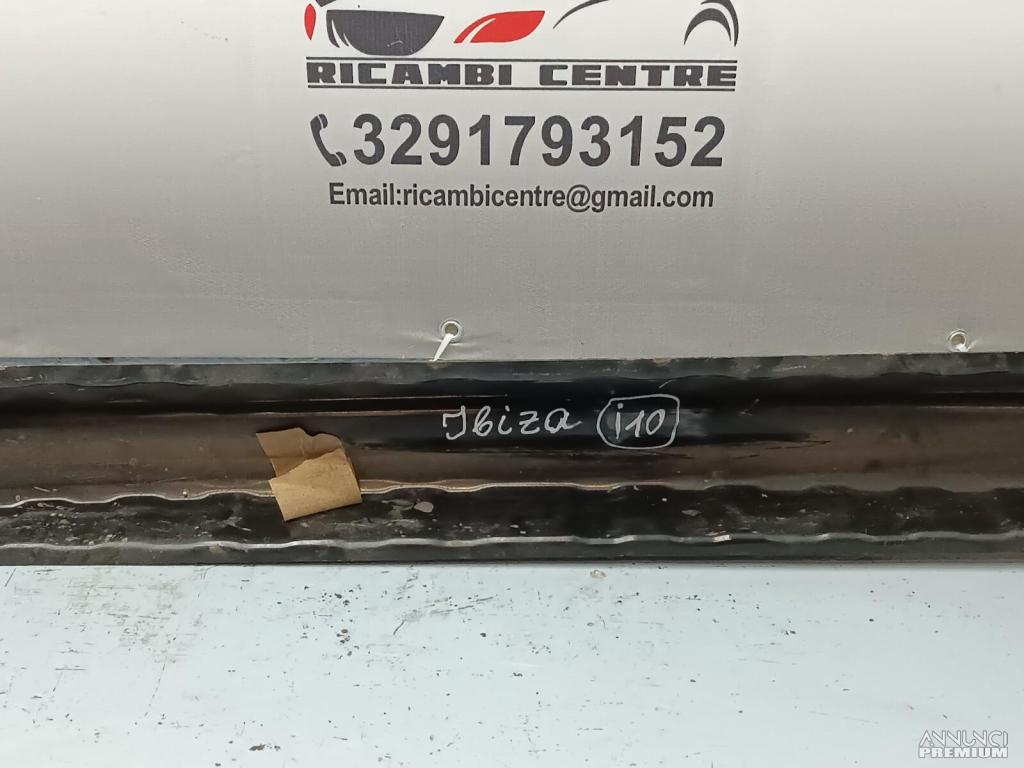 RICAMBI CENTRE
3291793152
Email:ricambicentre@gmail.com
Ibiza i10
ANNUNCI
PREMIUM